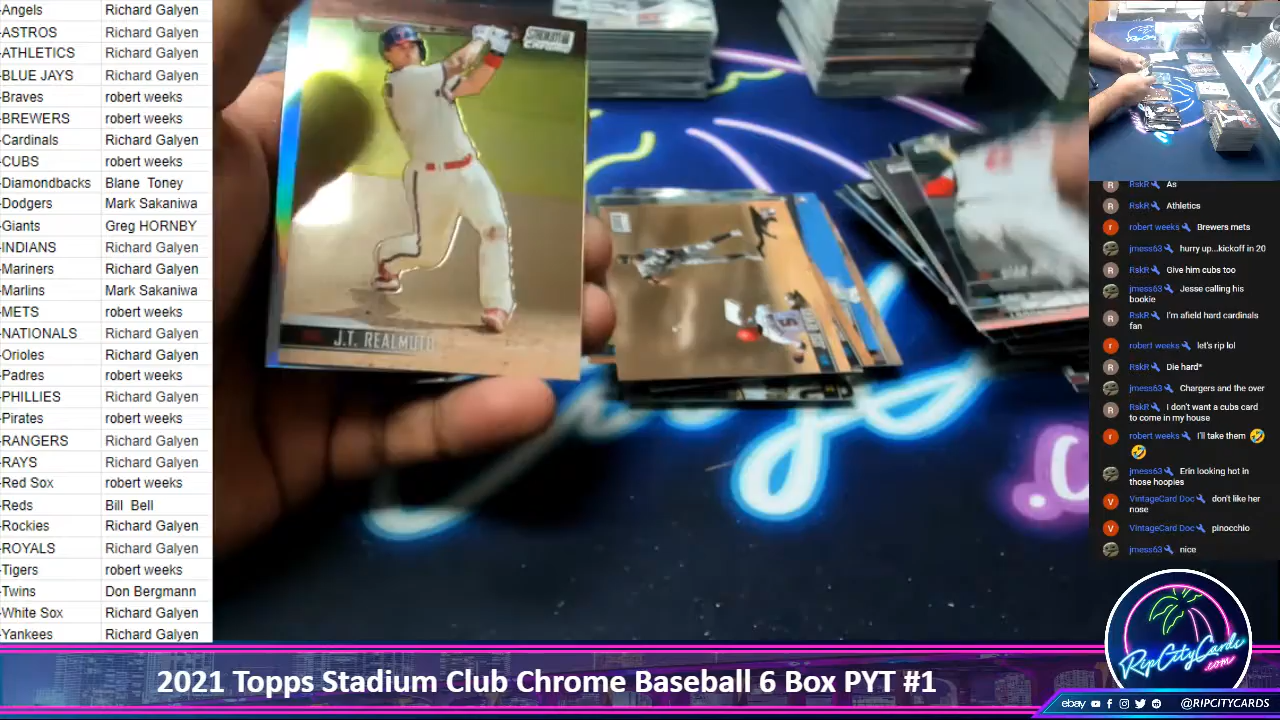 -Angels Richard Galyen
-ASTROS Richard Galyen
-ATHLETICS Richard Galyen
-BLUE JAYS Richard Galyen
-Braves robert weeks
-BREWERS robert weeks
-Cardinals Richard Galyen
-CUBS robert weeks
-Diamondbacks Blane Toney
-Dodgers Mark Sakaniwa
-Giants Greg HORNBY
-INDIANS Richard Galyen
-Mariners Richard Galyen
-Marlins Mark Sakaniwa
-METS robert weeks
-NATIONALS Richard Galyen
-Orioles Richard Galyen
-Padres robert weeks
-PHILLIES Richard Galyen
-Pirates robert weeks
-RANGERS Richard Galyen
-RAYS Richard Galyen
-Red Sox robert weeks
-Reds Bill Bell
-Rockies Richard Galyen
-ROYALS Richard Galyen
-Tigers robert weeks
-Twins Don Bergmann
-White Sox Richard Galyen
-Yankees Richard Galyen
STADIUM CLUB
CHROME
J.T. REALMUTO
R RskR As
R RskR Athletics
r robert weeks Brewers mets
jmess63 hurry up...kickoff in 20
R RskR Give him cubs too
jmess63 Jesse calling his
bookie
R RskR I'm afield hard cardinals
fan
r robert weeks let's rip lol
R RskR Die hard*
jmess63 Chargers and the over
R RskR I don't want a cubs card
to come in my house
r robert weeks I'll take them 🤣
🤣
jmess63 Erin looking hot in
those hoopies
V VintageCard Doc don't like her
nose
V VintageCard Doc pinocchio
jmess63 nice
RipCityCards
.com
2021 Topps Stadium Club Chrome Baseball 6 Box PYT #1
ebay @RIPCITYCARDS